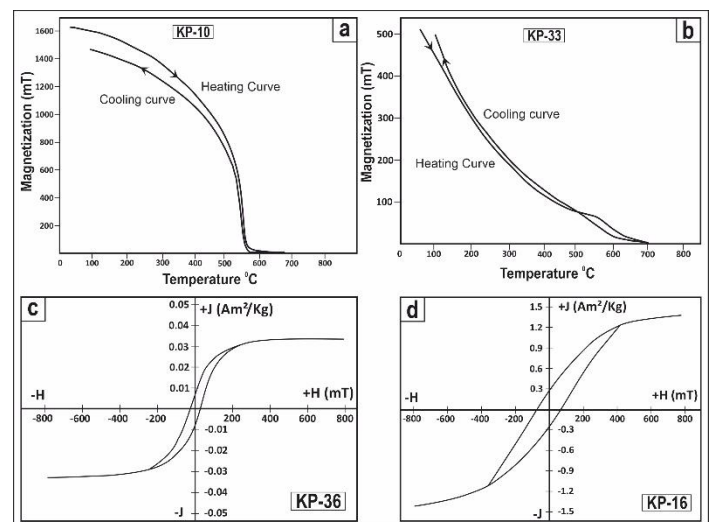 a
KP-10
Magnetization (mT)
1600
1400
1200
1000
800
600
400
200
Heating Curve
Cooling curve
0 100 200 300 400 500 600 700 800
Temperature ⁰C
b
KP-33
Magnetization (mT)
500
400
300
200
100
Cooling curve
Heating Curve
0 100 200 300 400 500 600 700 800
Temperature ⁰C
c
+J (Am²/Kg)
0.05
0.04
0.03
0.02
0.01
-H
+H (mT)
-800 -600 -400 -200 0 200 400 600 800
-0.01
-0.02
-0.03
-0.04
-0.05
-J
KP-36
d
+J (Am²/Kg)
1.5
1.2
0.9
0.6
0.3
-H
+H (mT)
-800 -600 -400 -200 0 200 400 600 800
-0.3
-0.6
-0.9
-1.2
-1.5
-J
KP-16